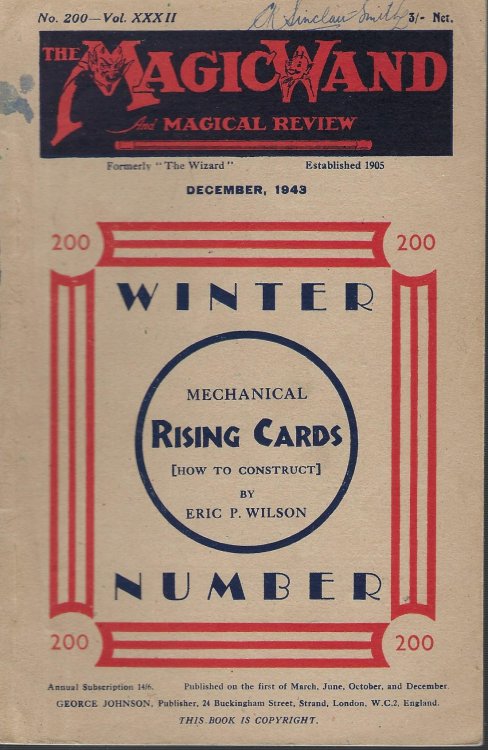 No. 200—Vol. XXXII
A Sinclair Smith
3/- Net.
THE MAGIC WAND
And MAGICAL REVIEW
Formerly "The Wizard"
Established 1905
DECEMBER, 1943
200
200
WINTER
MECHANICAL
RISING CARDS
[HOW TO CONSTRUCT]
BY
ERIC P. WILSON
NUMBER
200
200
Annual Subscription 14/6. Published on the first of March, June, October, and December.
GEORGE JOHNSON, Publisher, 24 Buckingham Street, Strand, London, W.C.2, England.
THIS BOOK IS COPYRIGHT.